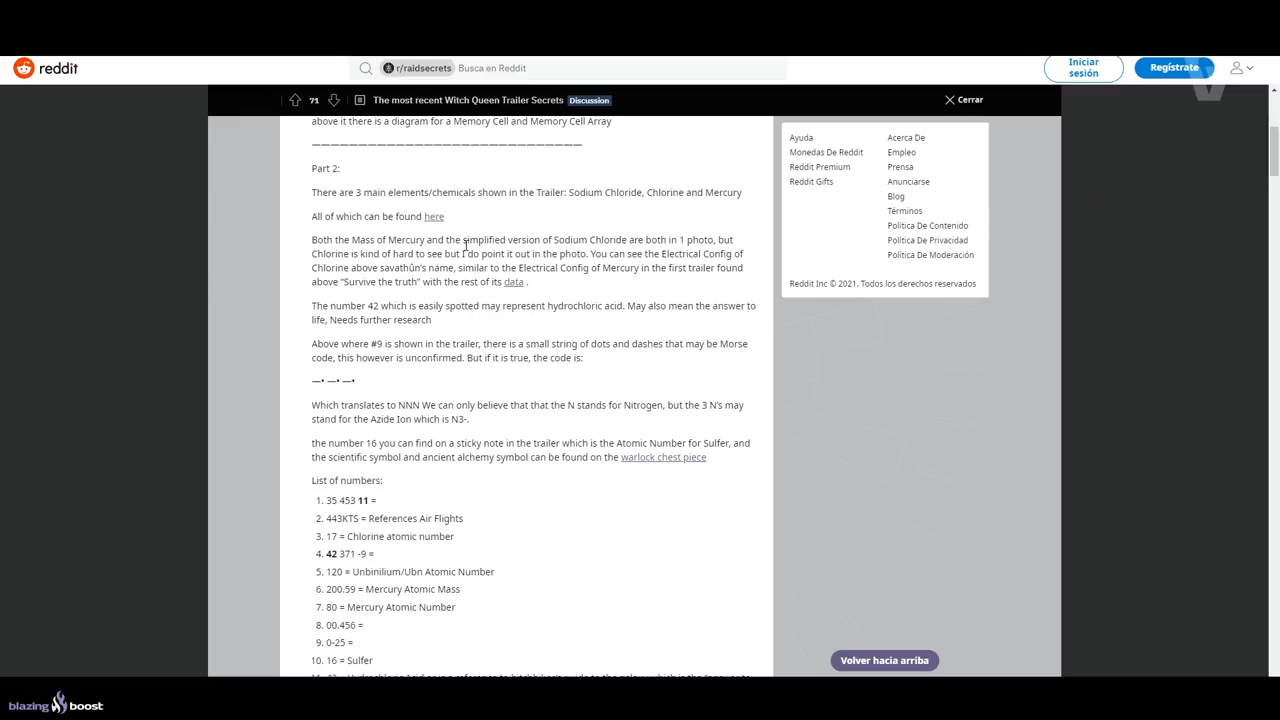 reddit
r/raidsecrets Busca en Reddit
Iniciar sesión
Regístrate
71 The most recent Witch Queen Trailer Secrets Discussion
Cerrar
above it there is a diagram for a Memory Cell and Memory Cell Array
————————————————————————————
Part 2:
There are 3 main elements/chemicals shown in the Trailer: Sodium Chloride, Chlorine and Mercury
All of which can be found here
Both the Mass of Mercury and the simplified version of Sodium Chloride are both in 1 photo, but
Chlorine is kind of hard to see but I do point it out in the photo. You can see the Electrical Config of
Chlorine above savathûn's name, similar to the Electrical Config of Mercury in the first trailer found
above "Survive the truth" with the rest of its data .
The number 42 which is easily spotted may represent hydrochloric acid. May also mean the answer to
life, Needs further research
Above where #9 is shown in the trailer, there is a small string of dots and dashes that may be Morse
code, this however is unconfirmed. But if it is true, the code is:
—• —• —•
Which translates to NNN We can only believe that that the N stands for Nitrogen, but the 3 N's may
stand for the Azide Ion which is N3-.
the number 16 you can find on a sticky note in the trailer which is the Atomic Number for Sulfer, and
the scientific symbol and ancient alchemy symbol can be found on the warlock chest piece
List of numbers:
1. 35 453 11 =
2. 443KTS = References Air Flights
3. 17 = Chlorine atomic number
4. 42 371 -9 =
5. 120 = Unbinilium/Ubn Atomic Number
6. 200.59 = Mercury Atomic Mass
7. 80 = Mercury Atomic Number
8. 00.456 =
9. 0-25 =
10. 16 = Sulfer
Ayuda
Monedas De Reddit
Reddit Premium
Reddit Gifts
Acerca De
Empleo
Prensa
Anunciarse
Blog
Términos
Política De Contenido
Política De Privacidad
Política De Moderación
Reddit Inc © 2021. Todos los derechos reservados
Volver hacia arriba
blazing boost